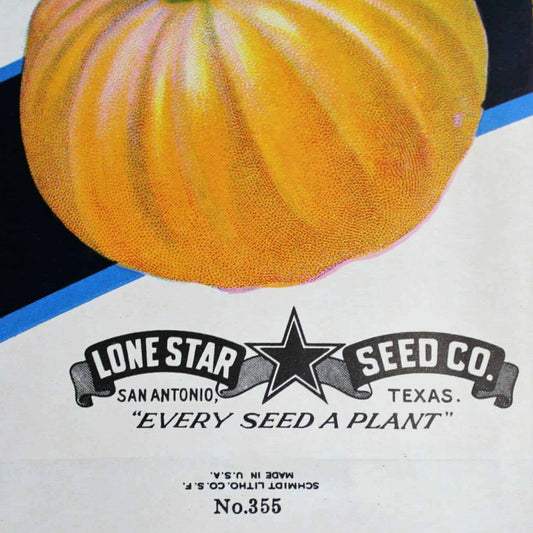 LONE STAR SEED CO.
SAN ANTONIO, TEXAS.
"EVERY SEED A PLANT"
SCHMIDT LITHO. CO. S. F.
MADE IN U.S.A.
No. 355